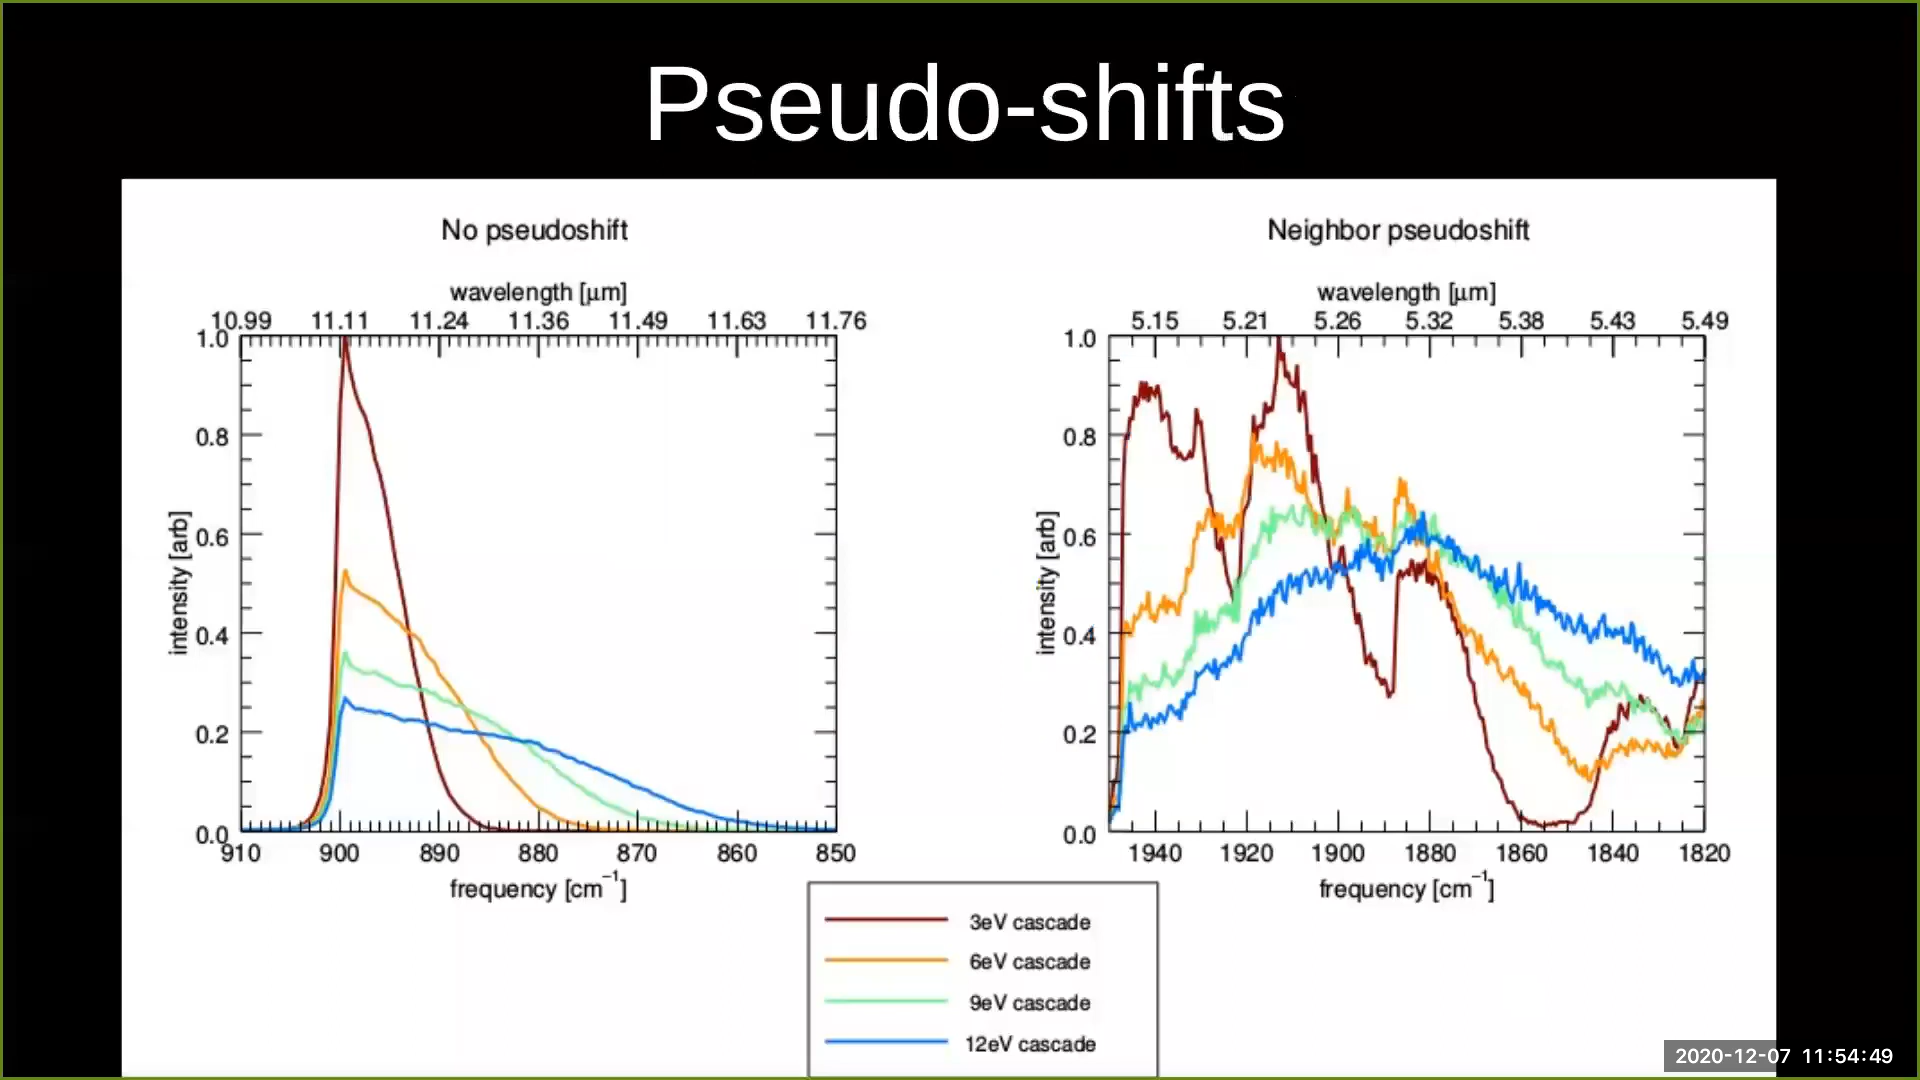 Pseudo-shifts
No pseudoshift
wavelength [μm]
10.99 11.11 11.24 11.36 11.49 11.63 11.76
1.0
0.8
0.6
0.4
0.2
0.0
intensity [arb]
910 900 890 880 870 860 850
frequency [cm⁻¹]
Neighbor pseudoshift
wavelength [μm]
5.15 5.21 5.26 5.32 5.38 5.43 5.49
1.0
0.8
0.6
0.4
0.2
0.0
intensity [arb]
1940 1920 1900 1880 1860 1840 1820
frequency [cm⁻¹]
3eV cascade
6eV cascade
9eV cascade
12eV cascade
2020-12-07 11:54:49